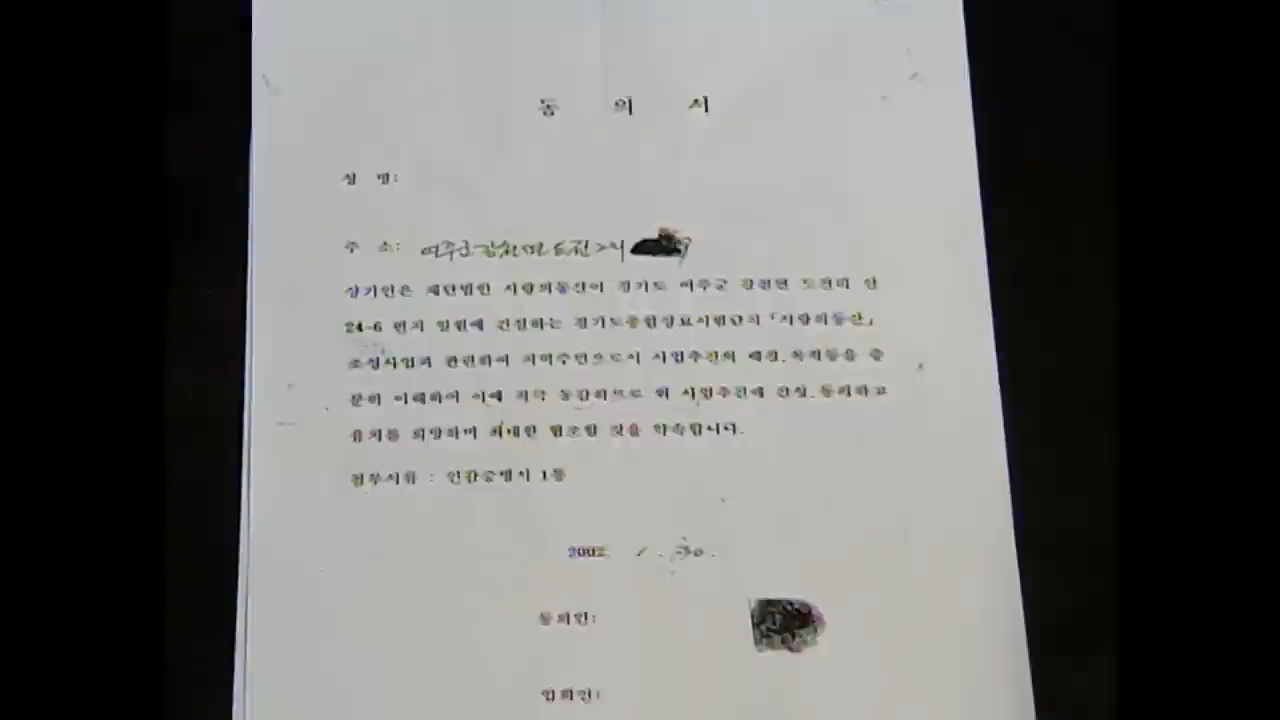 동 의 서
성 명:
주 소: 여주군 강천면 도전리
상기인은 재단법인 사랑의동산이 경기도 여주군 강천면 도전리 산
24-6 번지 일원에 건설하는 경기도종합장묘시범단지「사랑의동산」
조성사업과 관련하여 지역주민으로서 사업추진의 배경,목적등을 충
분히 이해하여 이에 적극 동감하므로 위 사업추진에 찬성,동의하고
유치를 희망하며 최대한 협조할 것을 약속합니다.
첨부서류 : 인감증명서 1통
2002. 1. 30.
동의인:
입회인: